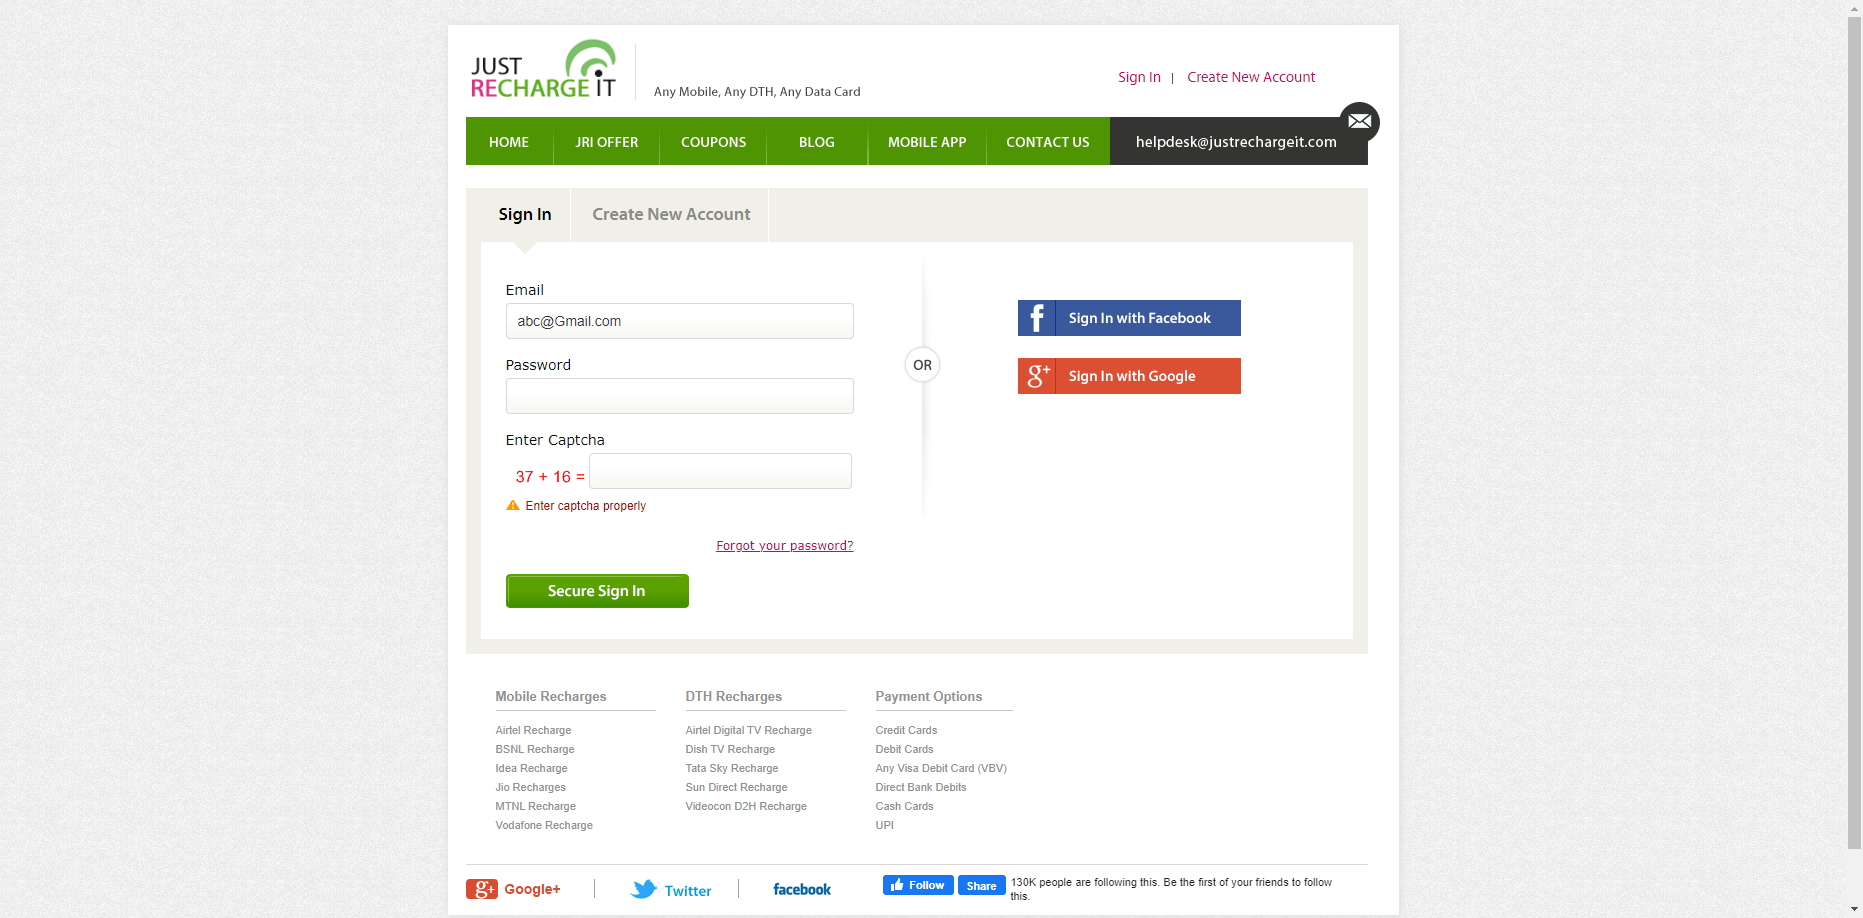 JUST
RECHARGE iT
Any Mobile, Any DTH, Any Data Card
Sign In | Create New Account
HOME JRI OFFER COUPONS BLOG MOBILE APP CONTACT US helpdesk@justrechargeit.com
Sign In Create New Account
Email
abc@Gmail.com
Password
Enter Captcha
37 + 16 =
Enter captcha properly
Forgot your password?
Secure Sign In
OR
f Sign In with Facebook
g+ Sign In with Google
Mobile Recharges
Airtel Recharge
BSNL Recharge
Idea Recharge
Jio Recharges
MTNL Recharge
Vodafone Recharge
DTH Recharges
Airtel Digital TV Recharge
Dish TV Recharge
Tata Sky Recharge
Sun Direct Recharge
Videocon D2H Recharge
Payment Options
Credit Cards
Debit Cards
Any Visa Debit Card (VBV)
Direct Bank Debits
Cash Cards
UPI
g+ Google+ Twitter facebook Follow Share 130K people are following this. Be the first of your friends to follow
this.